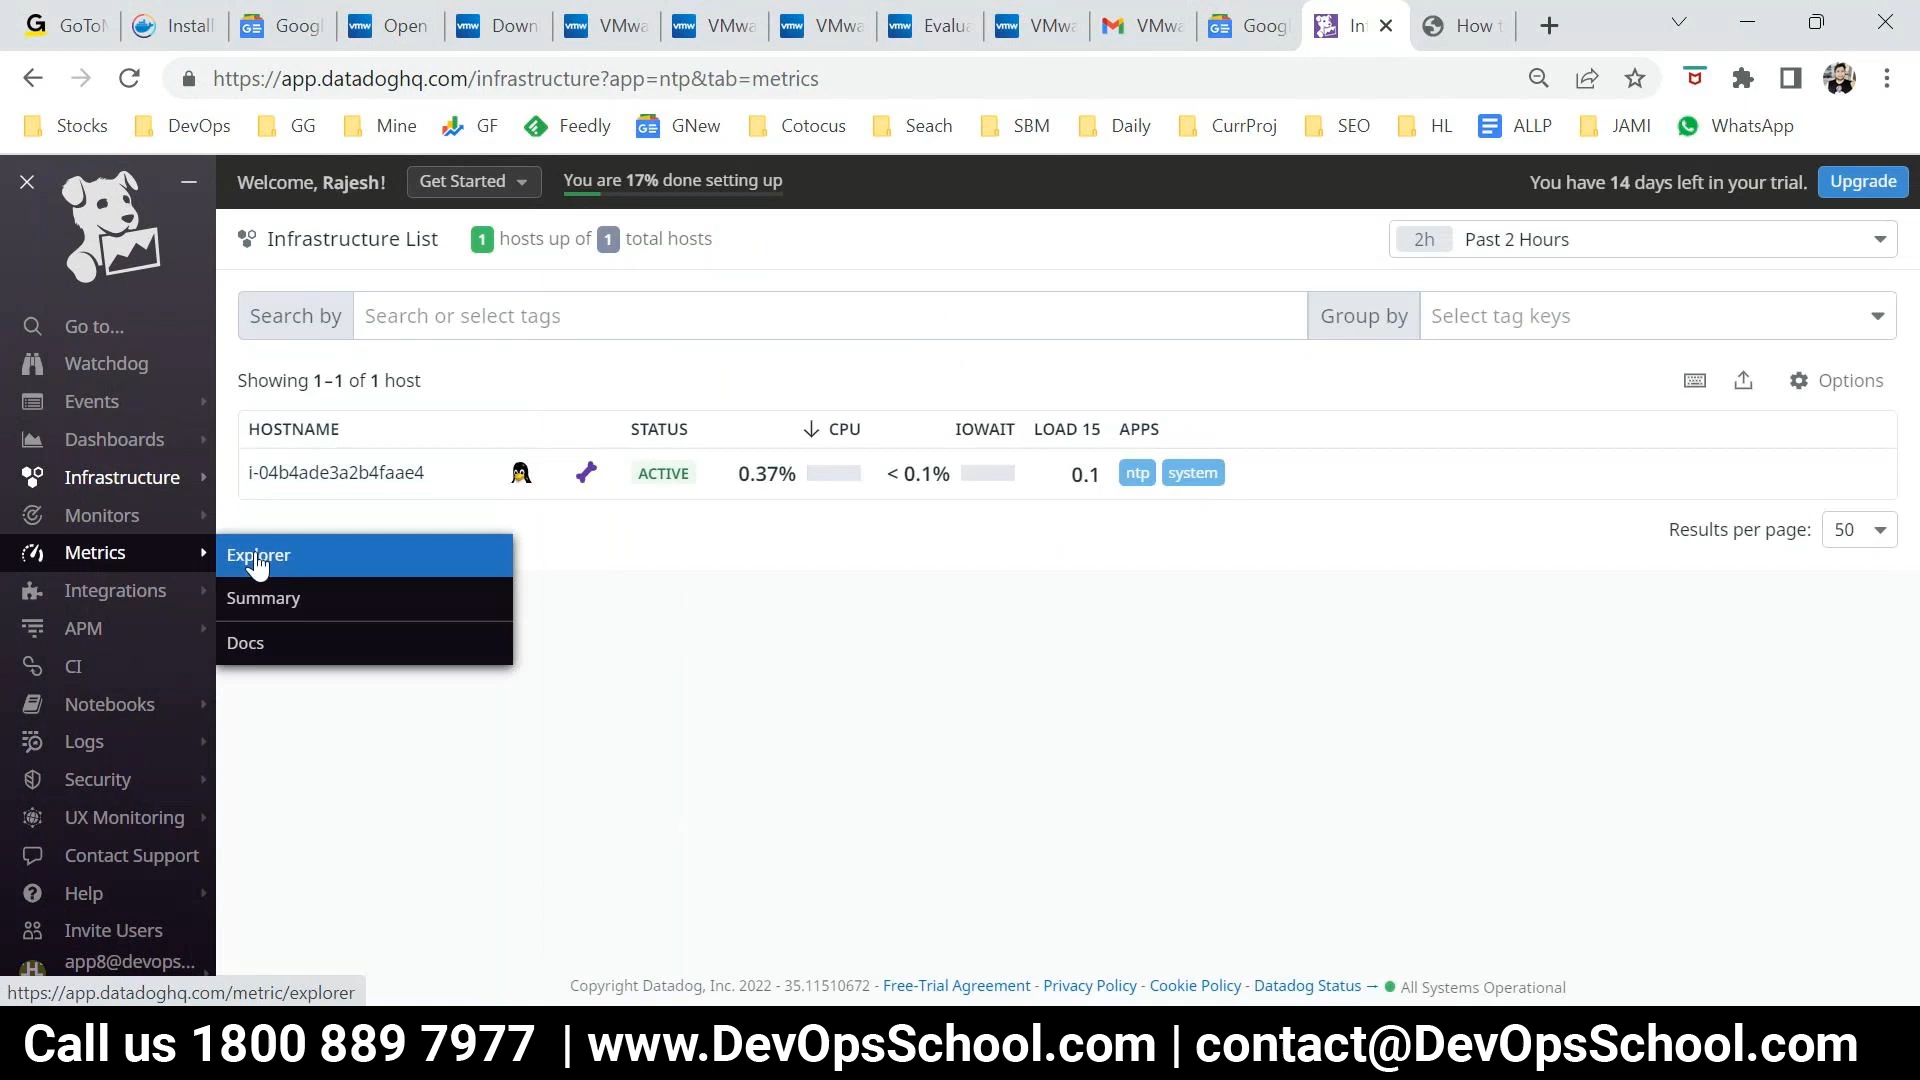 GoToM
Install
Googl
Open
Down
VMwa
VMwa
VMwa
Evalua
VMwa
VMwa
Googl
In
How t
https://app.datadoghq.com/infrastructure?app=ntp&tab=metrics
Stocks
DevOps
GG
Mine
GF
Feedly
GNew
Cotocus
Seach
SBM
Daily
CurrProj
SEO
HL
ALLP
JAMI
WhatsApp
Welcome, Rajesh!
Get Started
You are 17% done setting up
You have 14 days left in your trial.
Upgrade
Infrastructure List
1 hosts up of 1 total hosts
2h Past 2 Hours
Search by
Search or select tags
Group by
Select tag keys
Showing 1–1 of 1 host
Options
HOSTNAME STATUS CPU IOWAIT LOAD 15 APPS
i-04b4ade3a2b4faae4 ACTIVE 0.37% < 0.1% 0.1 ntp system
Results per page: 50
Go to...
Watchdog
Events
Dashboards
Infrastructure
Monitors
Metrics
Explorer
Summary
Docs
Integrations
APM
CI
Notebooks
Logs
Security
UX Monitoring
Contact Support
Help
Invite Users
app8@devops...
https://app.datadoghq.com/metric/explorer
Copyright Datadog, Inc. 2022 - 35.11510672 - Free-Trial Agreement - Privacy Policy - Cookie Policy - Datadog Status → All Systems Operational
Call us 1800 889 7977 | www.DevOpsSchool.com | contact@DevOpsSchool.com